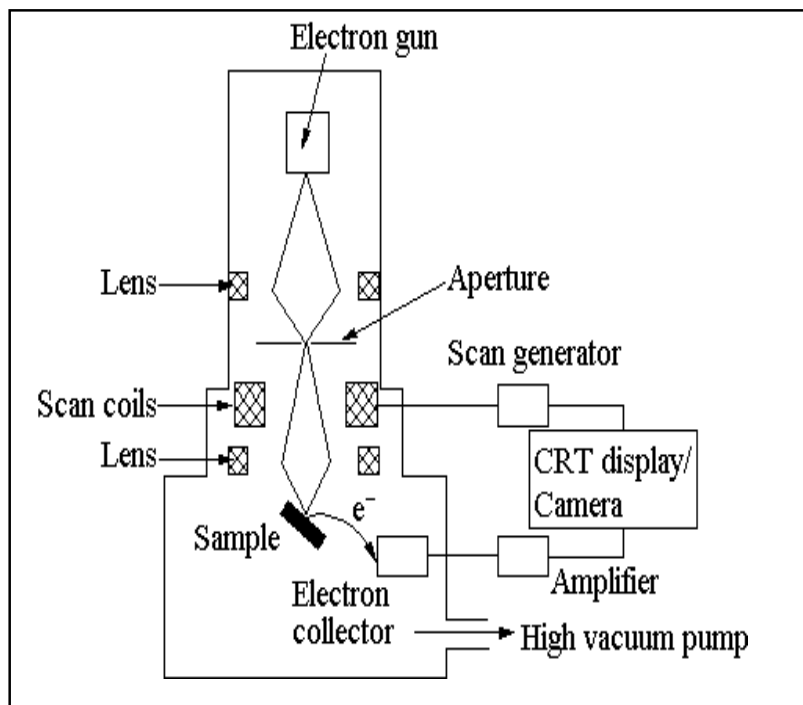 Electron gun
Lens
Aperture
Scan generator
Scan coils
Lens
CRT display/
Camera
e⁻
Sample
Electron
collector
Amplifier
High vacuum pump